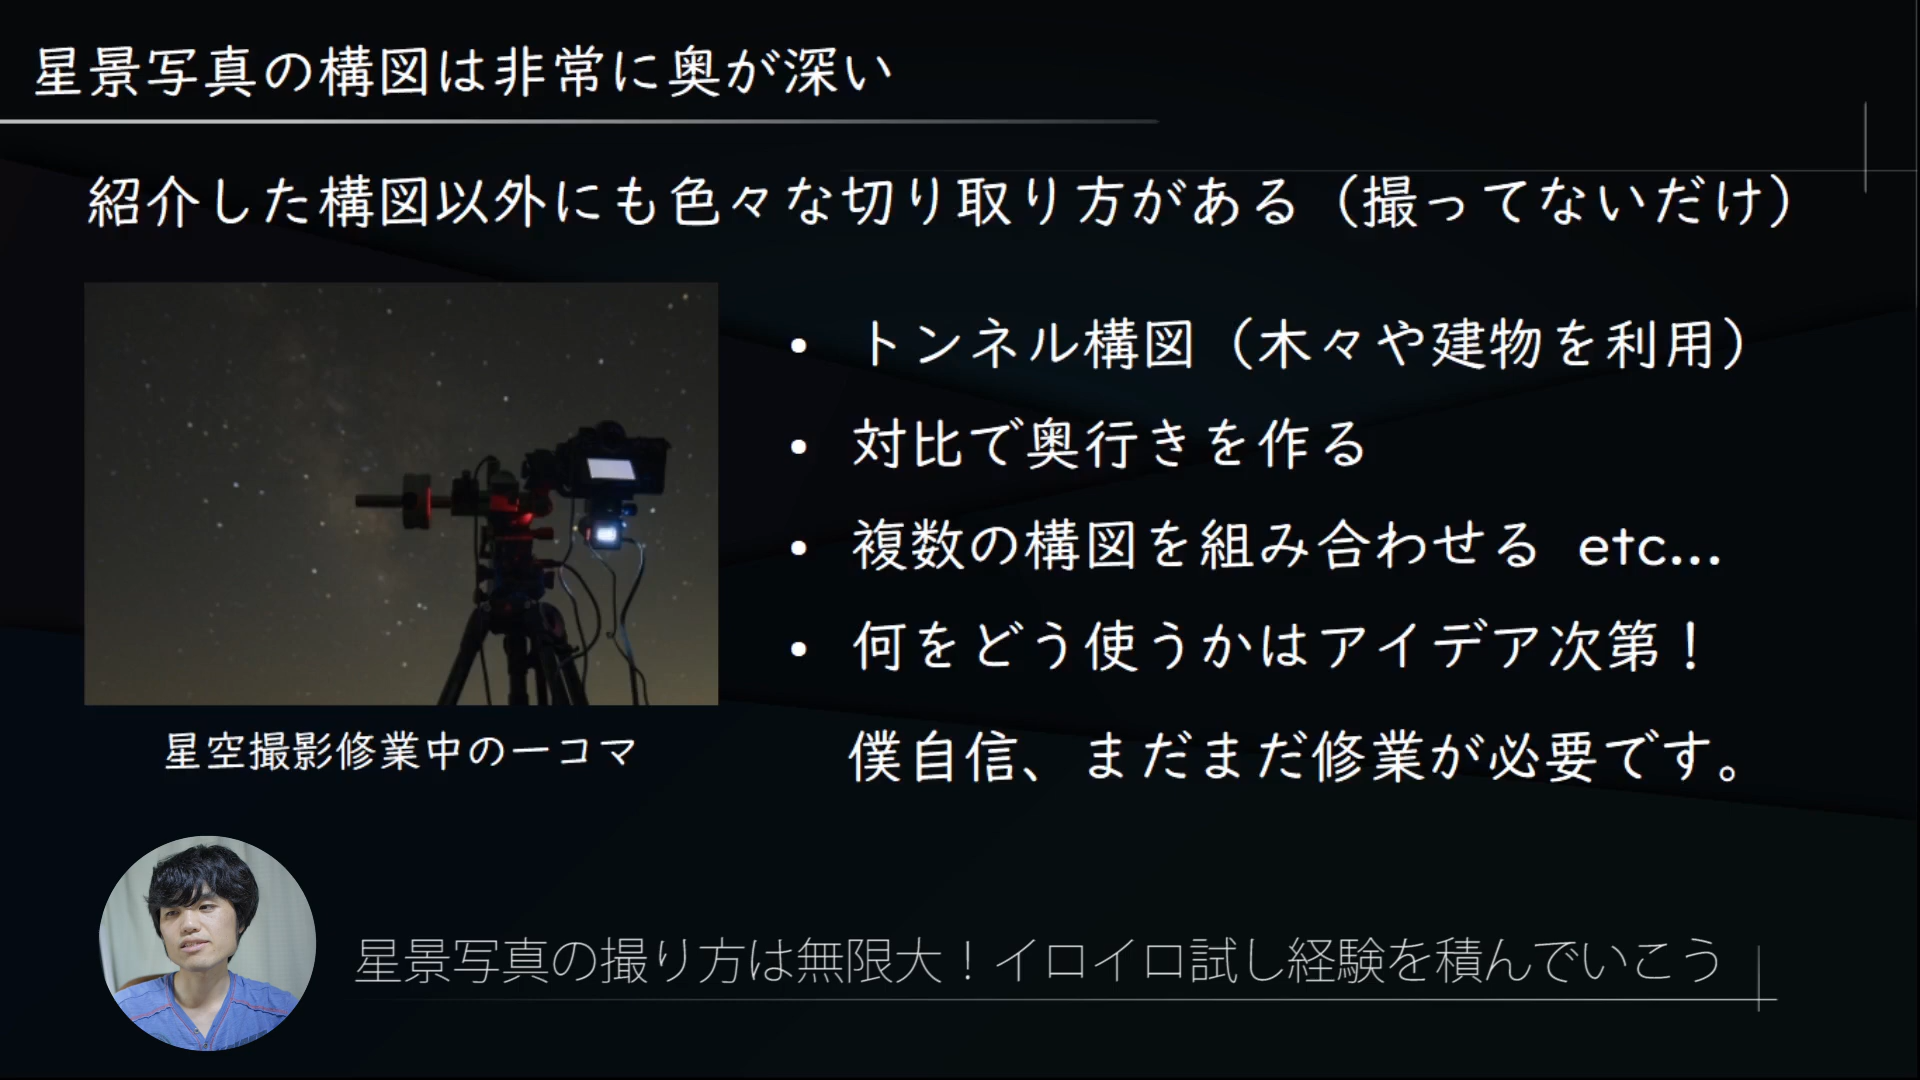 星景写真の構図は非常に奥が深い
紹介した構図以外にも色々な切り取り方がある（撮ってないだけ）
・トンネル構図（木々や建物を利用）
・対比で奥行きを作る
・複数の構図を組み合わせる etc…
・何をどう使うかはアイデア次第！
僕自信、まだまだ修業が必要です。
星空撮影修業中の一コマ
星景写真の撮り方は無限大！イロイロ試し経験を積んでいこう